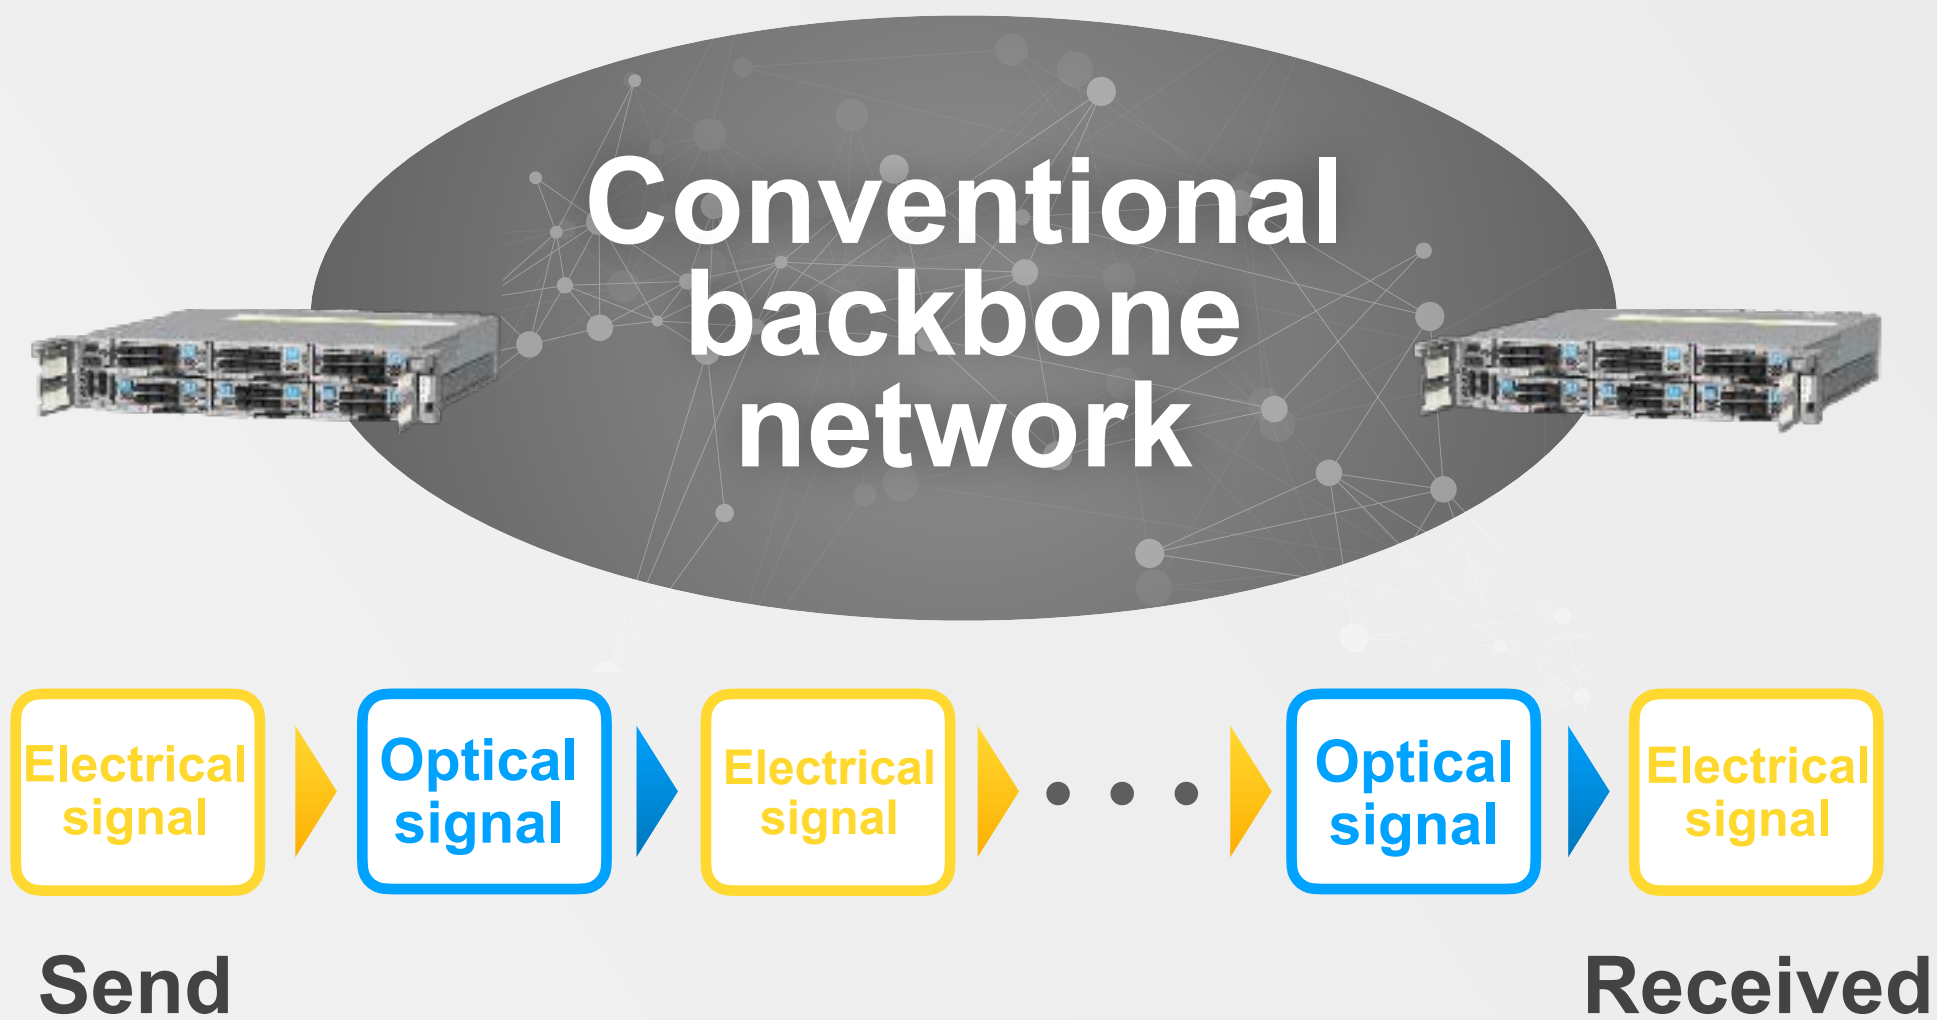 Conventional
backbone
network
Electrical
signal
Optical
signal
Electrical
signal
Optical
signal
Electrical
signal
Send
Received